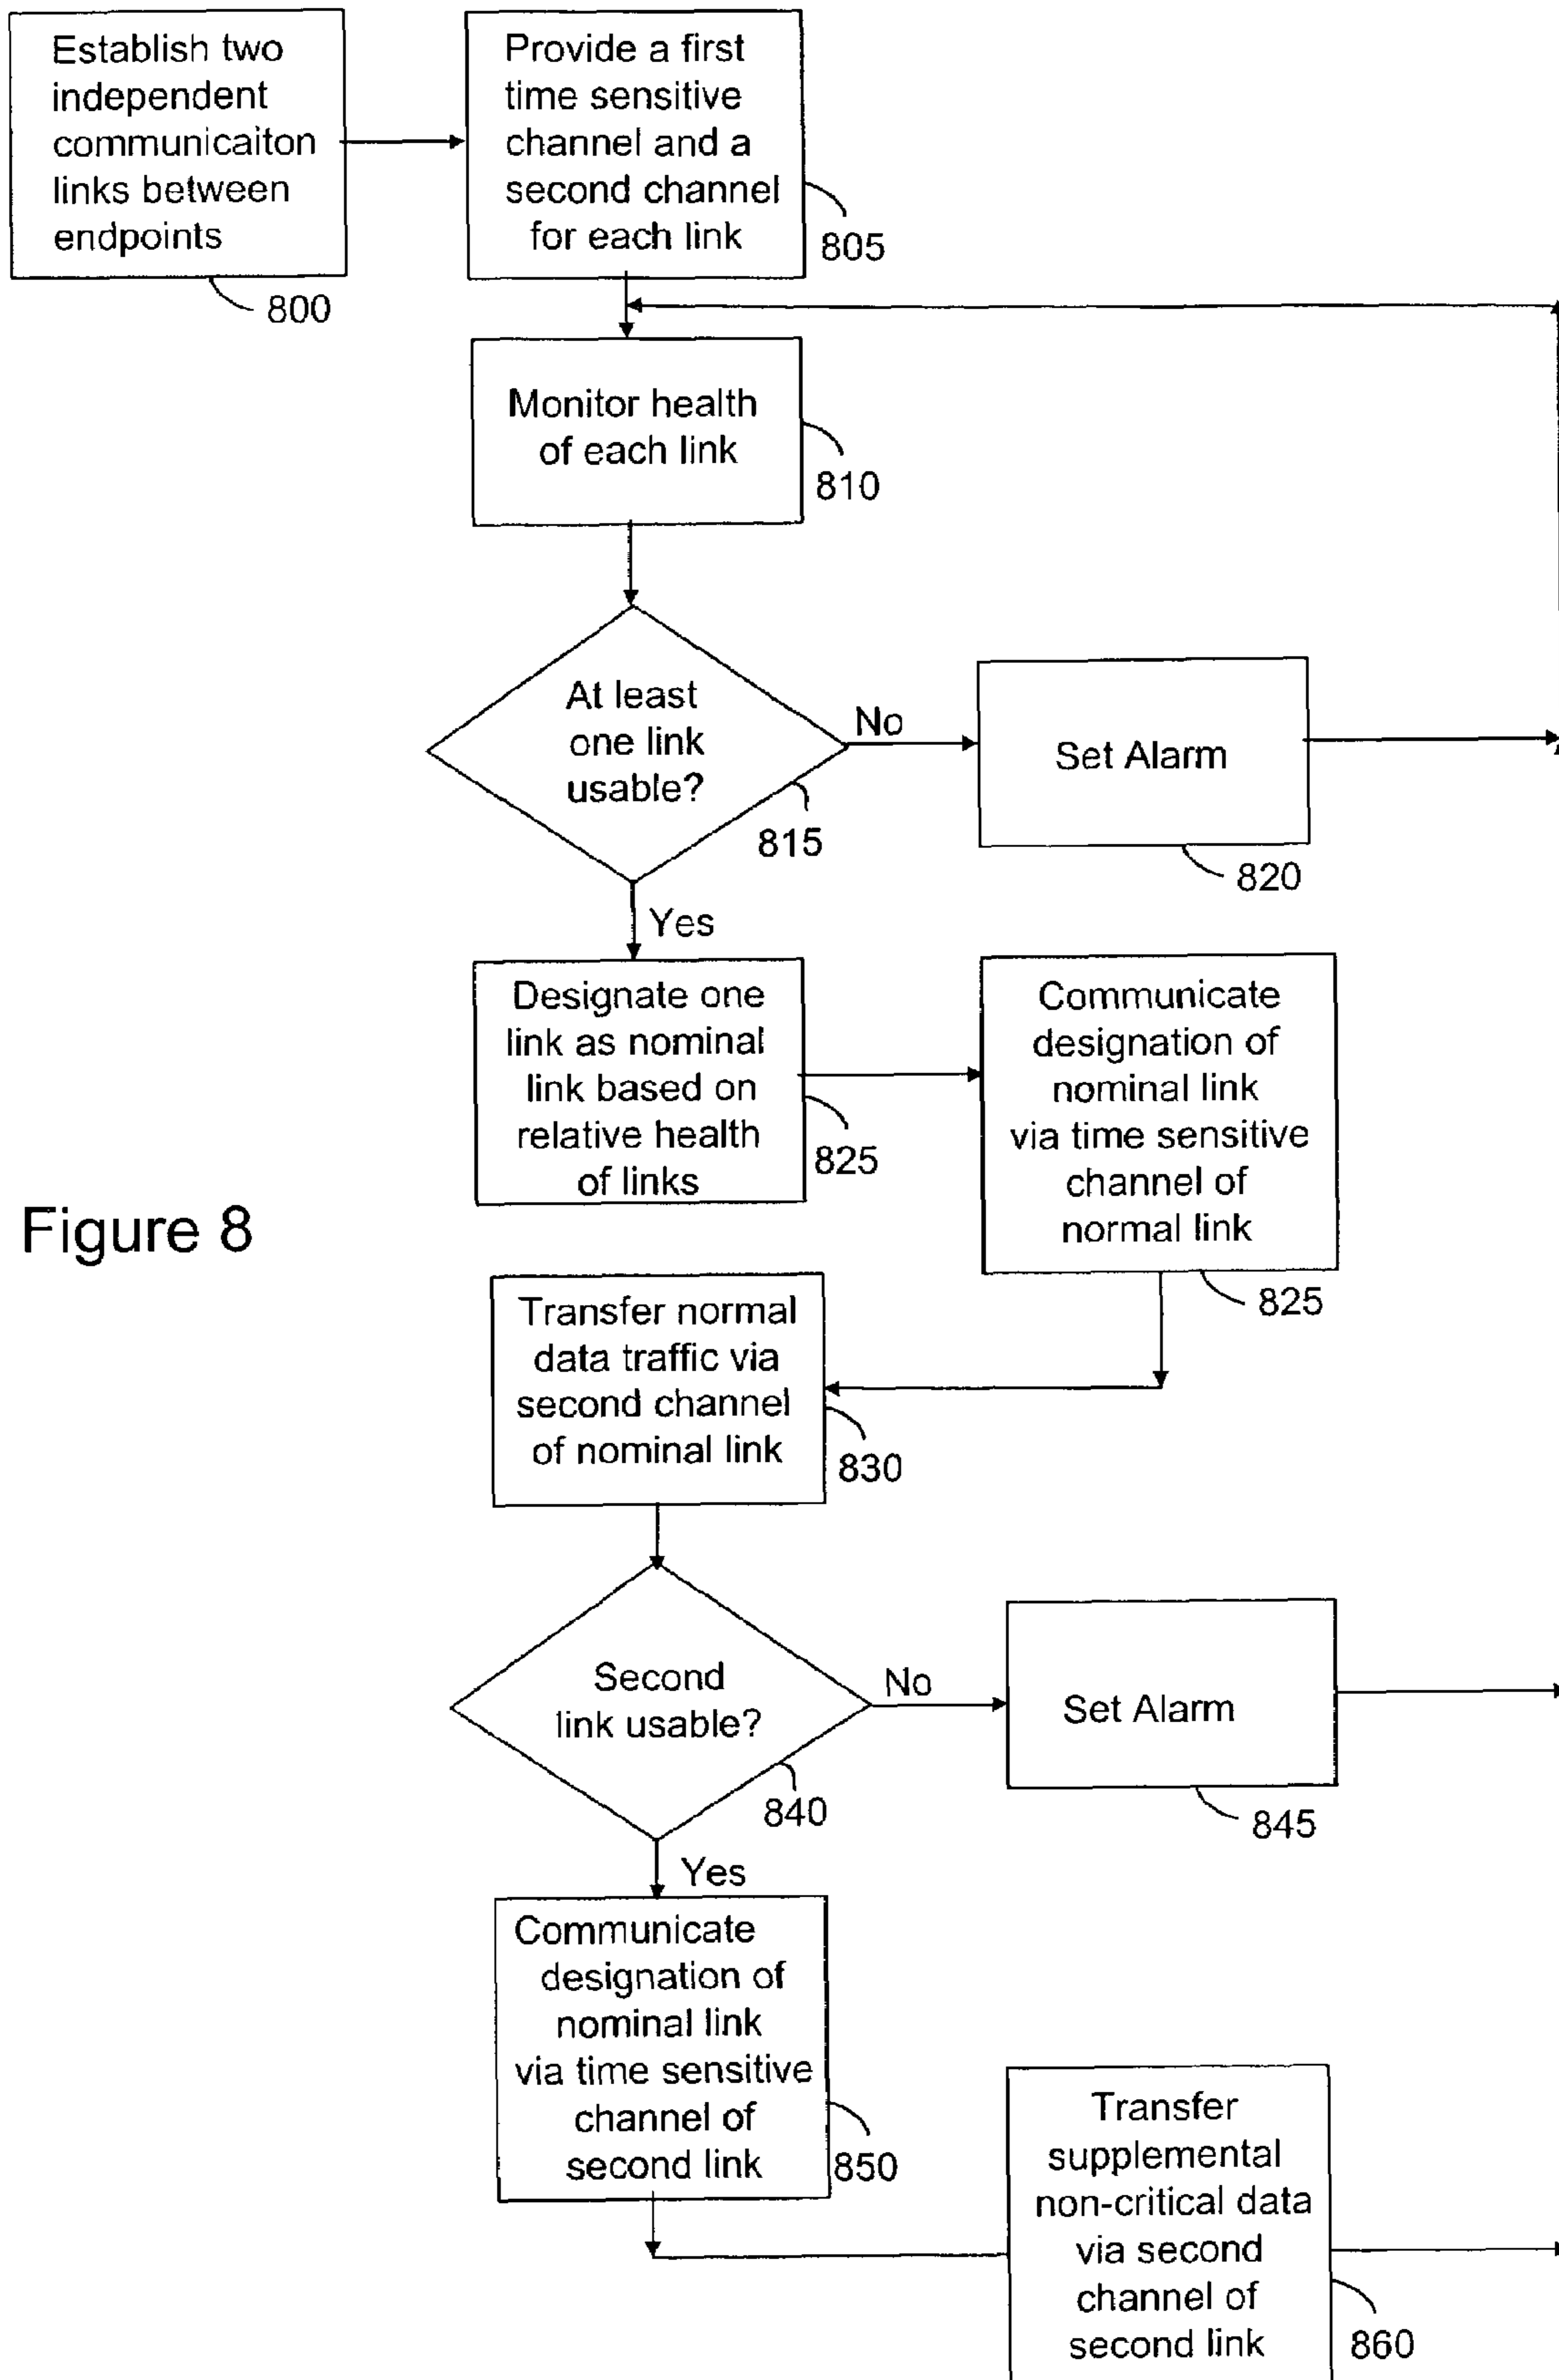 Establish two
independent
communicaiton
links between
endpoints
800
Provide a first
time sensitive
channel and a
second channel
for each link
805
Monitor health
of each link
810
At least
one link
usable?
815
No
Set Alarm
820
Yes
Designate one
link as nominal
link based on
relative health
of links
825
Communicate
designation of
nominal link
via time sensitive
channel of
normal link
825
Figure 8
Transfer normal
data traffic via
second channel
of nominal link
830
Second
link usable?
840
No
Set Alarm
845
Yes
Communicate
designation of
nominal link
via time sensitive
channel of
second link
850
Transfer
supplemental
non-critical data
via second
channel of
second link
860